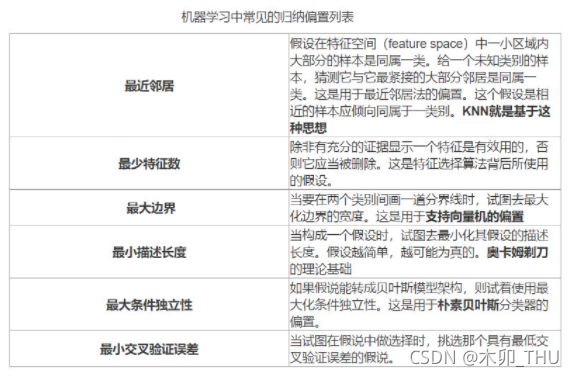 机器学习中常见的归纳偏置列表
最近邻居
假设在特征空间（feature space）中一小区域内
大部分的样本是同属一类。给一个未知类别的样
本，猜测它与它最紧接的大部分邻居是同属一
类。这是用于最近邻居法的偏置。这个假设是相
近的样本应倾向同属于一类别。KNN就是基于这
种思想
最少特征数
除非有充分的证据显示一个特征是有效用的，否
则它应当被删除。这是特征选择算法背后所使用
的假设。
最大边界
当要在两个类别间画一道分界线时，试图去最大
化边界的宽度。这是用于支持向量机的偏置
最小描述长度
当构成一个假设时，试图去最小化其假设的描述
长度。假设越简单，越可能为真的。奥卡姆剃刀
的理论基础
最大条件独立性
如果假说能转成贝叶斯模型架构，则试着使用最
大化条件独立性。这是用于朴素贝叶斯分类器的
偏置。
最小交叉验证误差
当试图在假说中做选择时，挑选那个具有最低交
叉验证误差的假说。
CSDN @木卯_THU